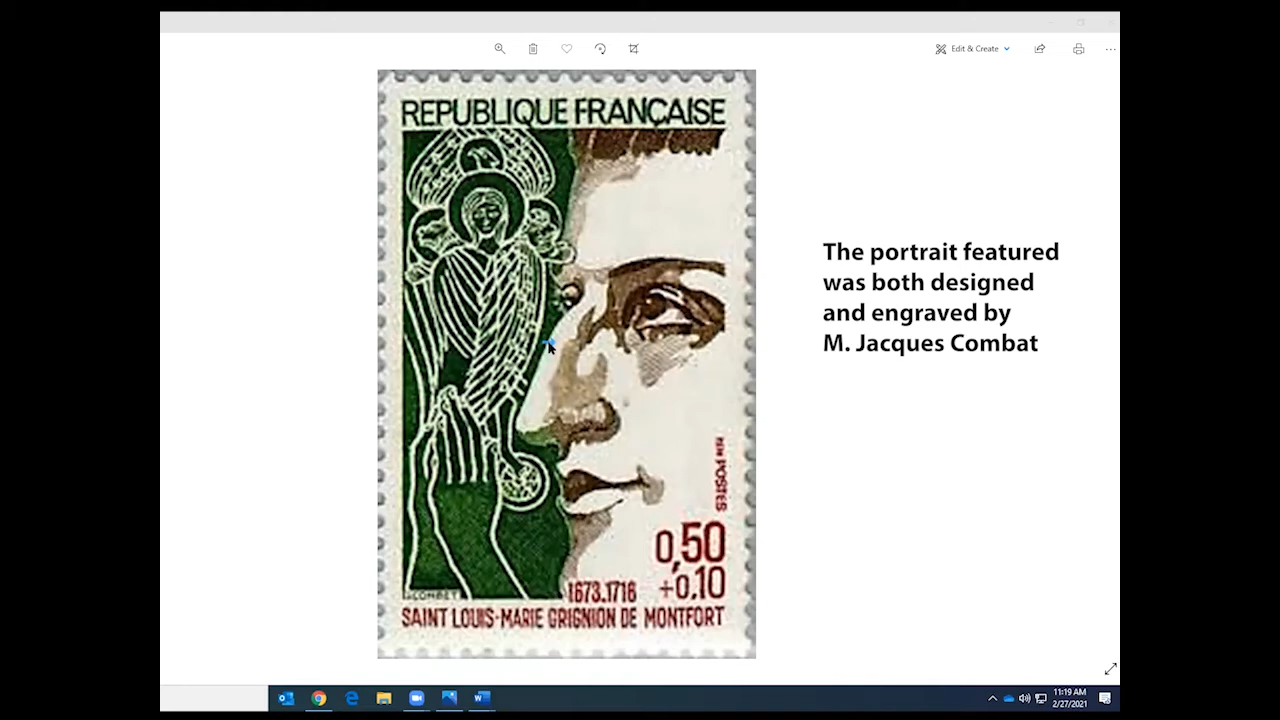 Edit & Create
REPUBLIQUE FRANÇAISE
The portrait featured
was both designed
and engraved by
M. Jacques Combat
POSTES
0,50
+0,10
1673.1716
SAINT LOUIS-MARIE GRIGNION DE MONTFORT
11:19 AM
2/27/2021